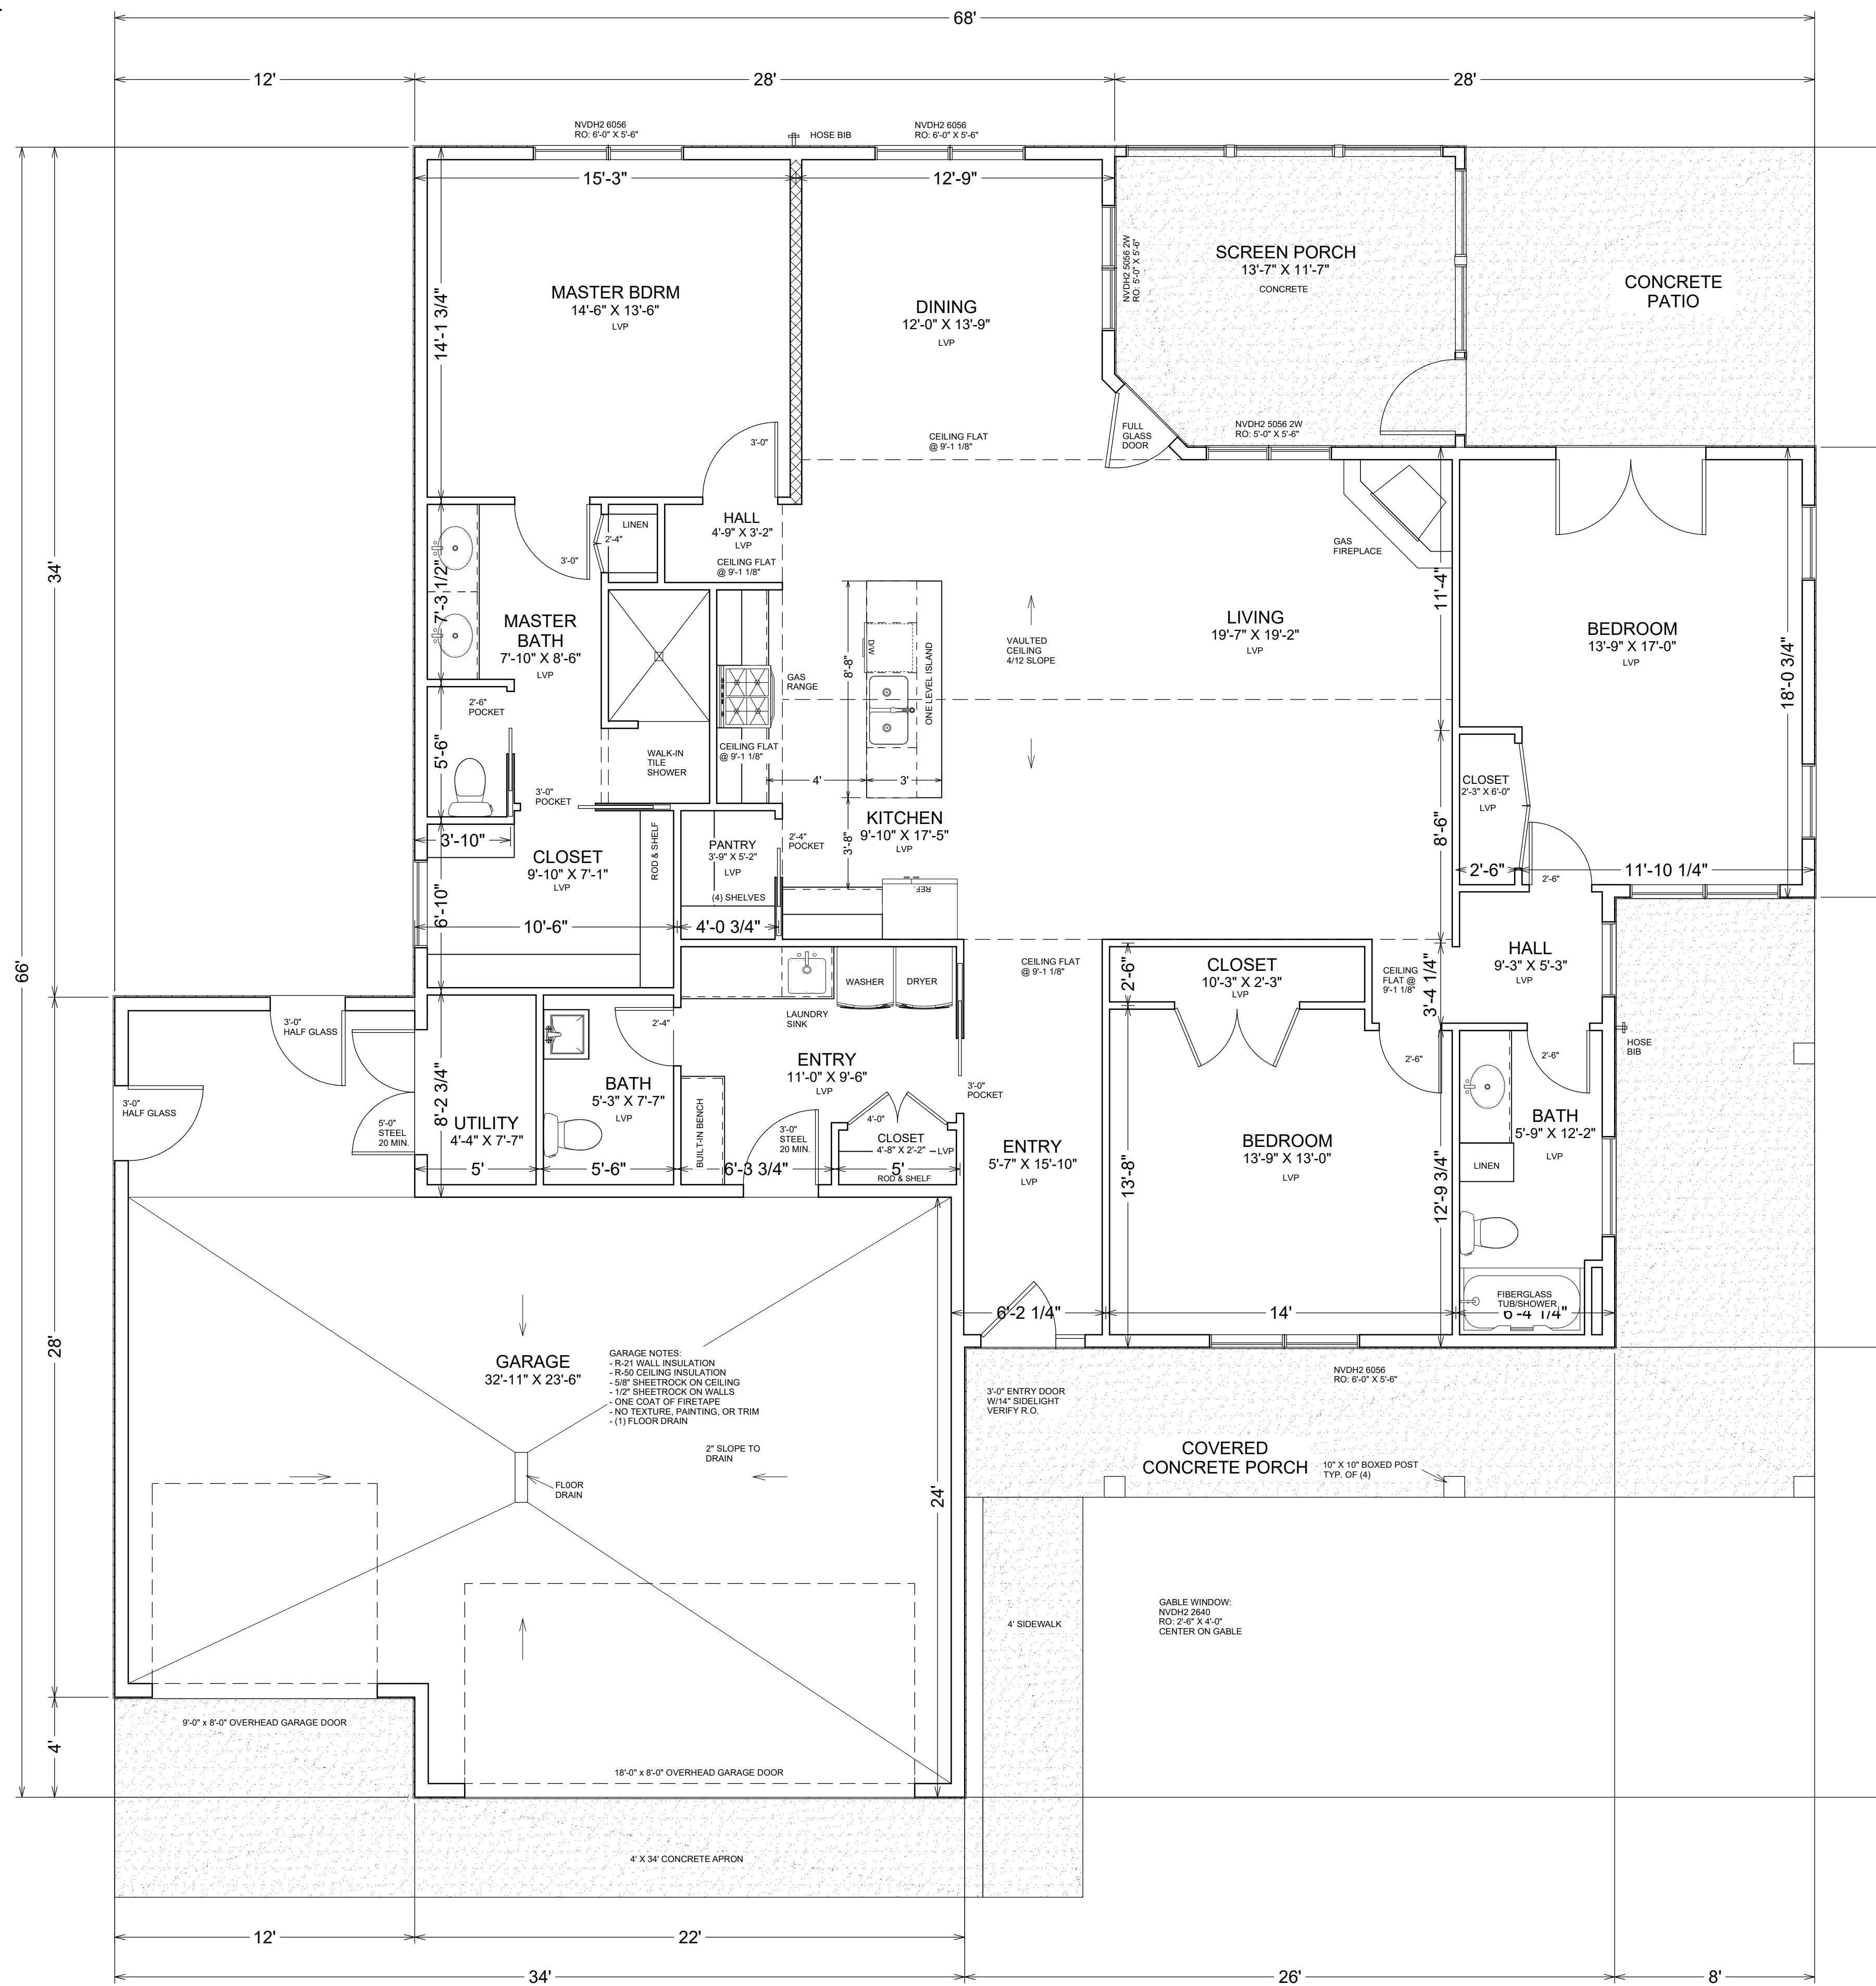 68'
12'
28'
28'
NVDH2 6056
RO: 6'-0" X 5'-6"
HOSE BIB
NVDH2 6056
RO: 6'-0" X 5'-6"
15'-3"
12'-9"
14'-1 3/4"
MASTER BDRM
14'-6" X 13'-6"
LVP
DINING
12'-0" X 13'-9"
LVP
NVDH2 5056 2W
RO: 5'-0" X 5'-6"
SCREEN PORCH
13'-7" X 11'-7"
CONCRETE
CONCRETE
PATIO
3'-0"
CEILING FLAT
@ 9'-1 1/8"
FULL
GLASS
DOOR
NVDH2 5056 2W
RO: 5'-0" X 5'-6"
34'
66'
LINEN
2'-4"
3'-0"
HALL
4'-9" X 3'-2"
LVP
CEILING FLAT
@ 9'-1 1/8"
GAS
FIREPLACE
11'-4"
7'-3 1/2"
MASTER
BATH
7'-10" X 8'-6"
LVP
8'-8"
D/W
ONE LEVEL ISLAND
VAULTED
CEILING
4/12 SLOPE
LIVING
19'-7" X 19'-2"
LVP
BEDROOM
13'-9" X 17'-0"
LVP
18'-0 3/4"
GAS
RANGE
2'-6"
POCKET
5'-6"
WALK-IN
TILE
SHOWER
CEILING FLAT
@ 9'-1 1/8"
4'
3'
CLOSET
2'-3" X 6'-0"
LVP
3'-0"
POCKET
3'-10"
CLOSET
9'-10" X 7'-1"
LVP
ROD & SHELF
PANTRY
3'-9" X 5'-2"
LVP
(4) SHELVES
2'-4"
POCKET
3'-8"
KITCHEN
9'-10" X 17'-5"
LVP
REF.
8'-6"
2'-6"
11'-10 1/4"
2'-6"
6'-10"
10'-6"
4'-0 3/4"
CEILING FLAT
@ 9'-1 1/8"
2'-6"
CLOSET
10'-3" X 2'-3"
LVP
CEILING
FLAT @
9'-1 1/8"
3'-4 1/4"
HALL
9'-3" X 5'-3"
LVP
WASHER
DRYER
LAUNDRY
SINK
3'-0"
HALF GLASS
2'-4"
HOSE
BIB
2'-6"
2'-6"
ENTRY
11'-0" X 9'-6"
LVP
3'-0"
POCKET
3'-0"
HALF GLASS
8'-2 3/4"
BATH
5'-3" X 7'-7"
LVP
BUILT-IN BENCH
5'-0"
STEEL
20 MIN.
UTILITY
4'-4" X 7'-7"
3'-0"
STEEL
20 MIN.
4'-0"
CLOSET
4'-8" X 2'-2"
LVP
ROD & SHELF
5'
5'-6"
6'-3 3/4"
5'
ENTRY
5'-7" X 15'-10"
LVP
13'-8"
BEDROOM
13'-9" X 13'-0"
LVP
12'-9 3/4"
BATH
5'-9" X 12'-2"
LVP
LINEN
FIBERGLASS
TUB/SHOWER
6'-2 1/4"
14'
6'-4 1/4"
28'
GARAGE
32'-11" X 23'-6"
GARAGE NOTES:
- R-21 WALL INSULATION
- R-50 CEILING INSULATION
- 5/8" SHEETROCK ON CEILING
- 1/2" SHEETROCK ON WALLS
- ONE COAT OF FIRETAPE
- NO TEXTURE, PAINTING, OR TRIM
- (1) FLOOR DRAIN
NVDH2 6056
RO: 6'-0" X 5'-6"
3'-0" ENTRY DOOR
W/14" SIDELIGHT
VERIFY R.O.
2" SLOPE TO
DRAIN
FLOOR
DRAIN
24'
COVERED
CONCRETE PORCH
10" X 10" BOXED POST
TYP. OF (4)
4' SIDEWALK
GABLE WINDOW:
NVDH2 2640
RO: 2'-6" X 4'-0"
CENTER ON GABLE
9'-0" x 8'-0" OVERHEAD GARAGE DOOR
4'
18'-0" x 8'-0" OVERHEAD GARAGE DOOR
4' X 34' CONCRETE APRON
12'
22'
34'
26'
8'